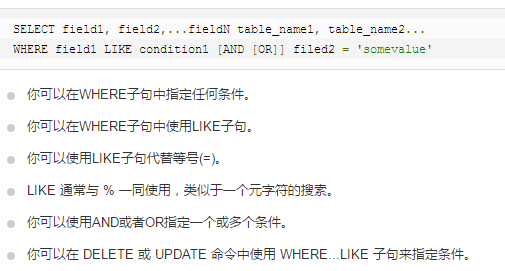 SELECT field1, field2,...fieldN table_name1, table_name2...
WHERE field1 LIKE condition1 [AND [OR]] filed2 = 'somevalue'
你可以在WHERE子句中指定任何条件。
你可以在WHERE子句中使用LIKE子句。
你可以使用LIKE子句代替等号(=)。
LIKE 通常与 % 一同使用，类似于一个元字符的搜索。
你可以使用AND或者OR指定一个或多个条件。
你可以在 DELETE 或 UPDATE 命令中使用 WHERE...LIKE 子句来指定条件。